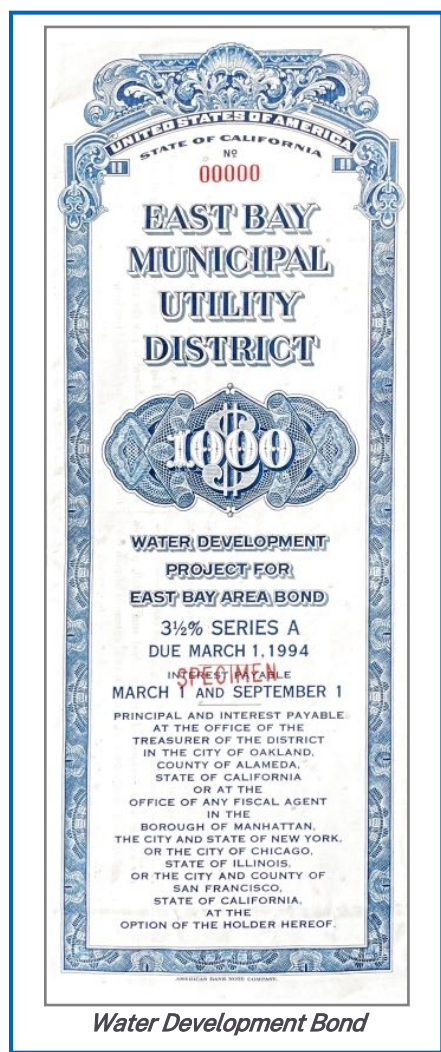 UNITED STATES OF AMERICA
STATE OF CALIFORNIA
Nº
00000
EAST BAY
MUNICIPAL
UTILITY
DISTRICT
$1000
WATER DEVELOPMENT
PROJECT FOR
EAST BAY AREA BOND
3½% SERIES A
DUE MARCH 1, 1994
INTEREST PAYABLE
SPECIMEN
MARCH 1 AND SEPTEMBER 1
PRINCIPAL AND INTEREST PAYABLE
AT THE OFFICE OF THE
TREASURER OF THE DISTRICT
IN THE CITY OF OAKLAND,
COUNTY OF ALAMEDA,
STATE OF CALIFORNIA
OR AT THE
OFFICE OF ANY FISCAL AGENT
IN THE
BOROUGH OF MANHATTAN,
THE CITY AND STATE OF NEW YORK,
OR THE CITY OF CHICAGO,
STATE OF ILLINOIS,
OR THE CITY AND COUNTY OF
SAN FRANCISCO,
STATE OF CALIFORNIA,
AT THE
OPTION OF THE HOLDER HEREOF.
AMERICAN BANK NOTE COMPANY.
Water Development Bond